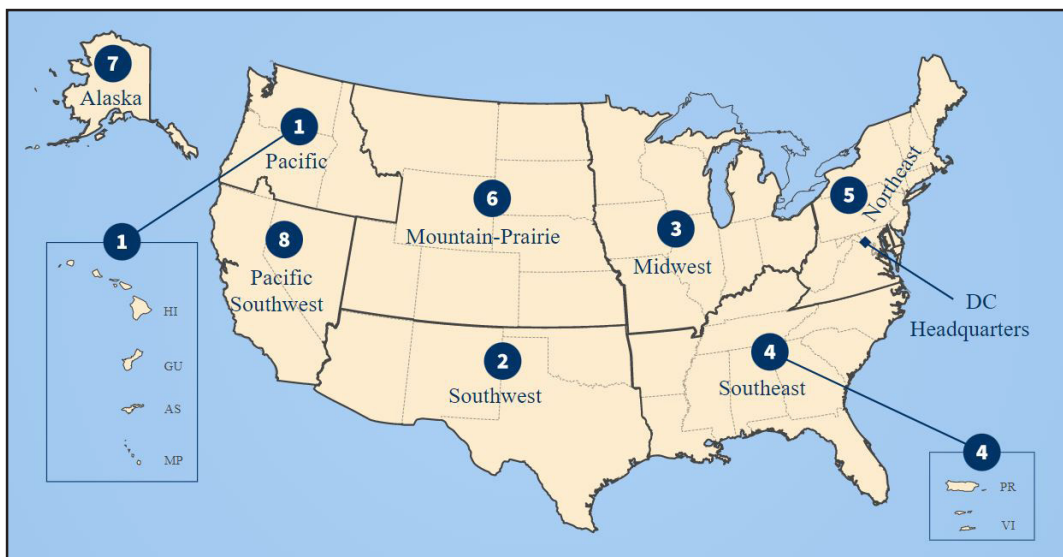 7
Alaska
1
Pacific
6
Mountain-Prairie
8
Pacific
Southwest
3
Midwest
5
Northeast
2
Southwest
4
Southeast
DC
Headquarters
1
HI
GU
AS
MP
4
PR
VI